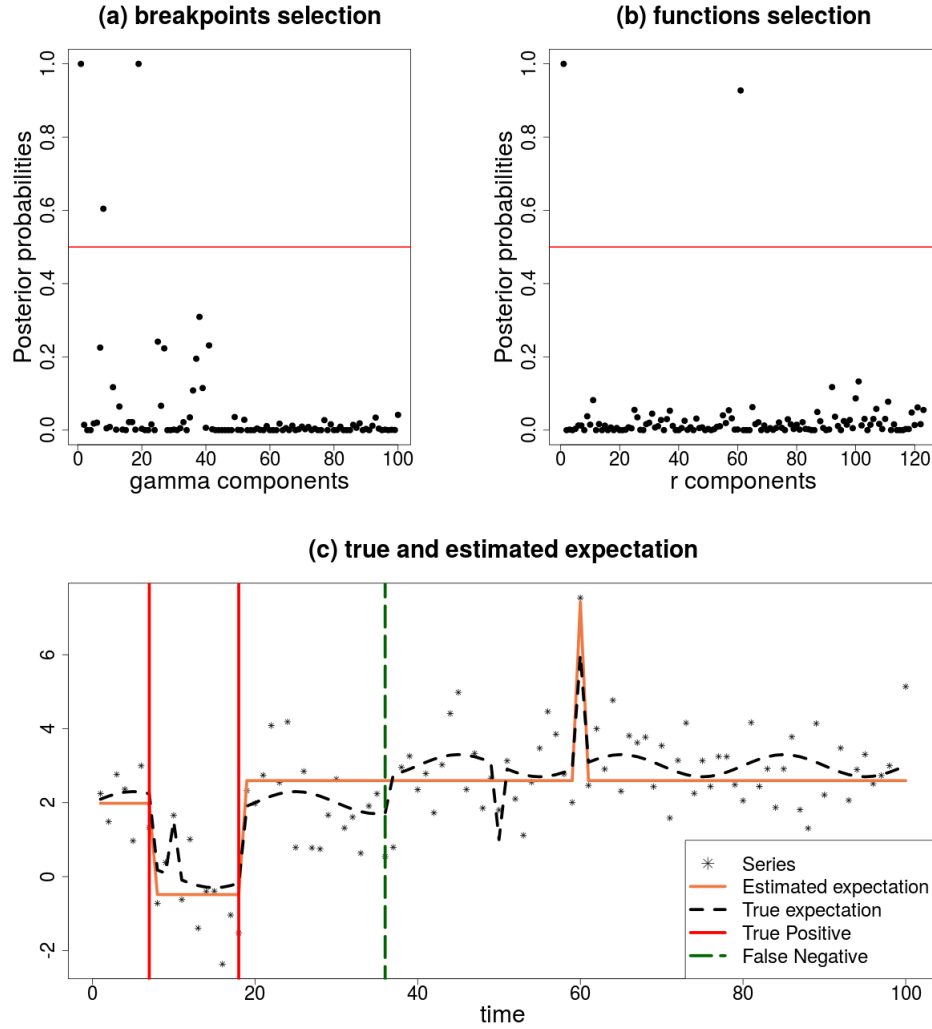 (a) breakpoints selection
(b) functions selection
Posterior probabilities
0.0 0.2 0.4 0.6 0.8 1.0
0 20 40 60 80 100
gamma components
Posterior probabilities
0.0 0.2 0.4 0.6 0.8 1.0
0 20 40 60 80 100 120
r components
(c) true and estimated expectation
6
4
2
0
-2
Series
Estimated expectation
True expectation
True Positive
False Negative
0 20 40 60 80 100
time